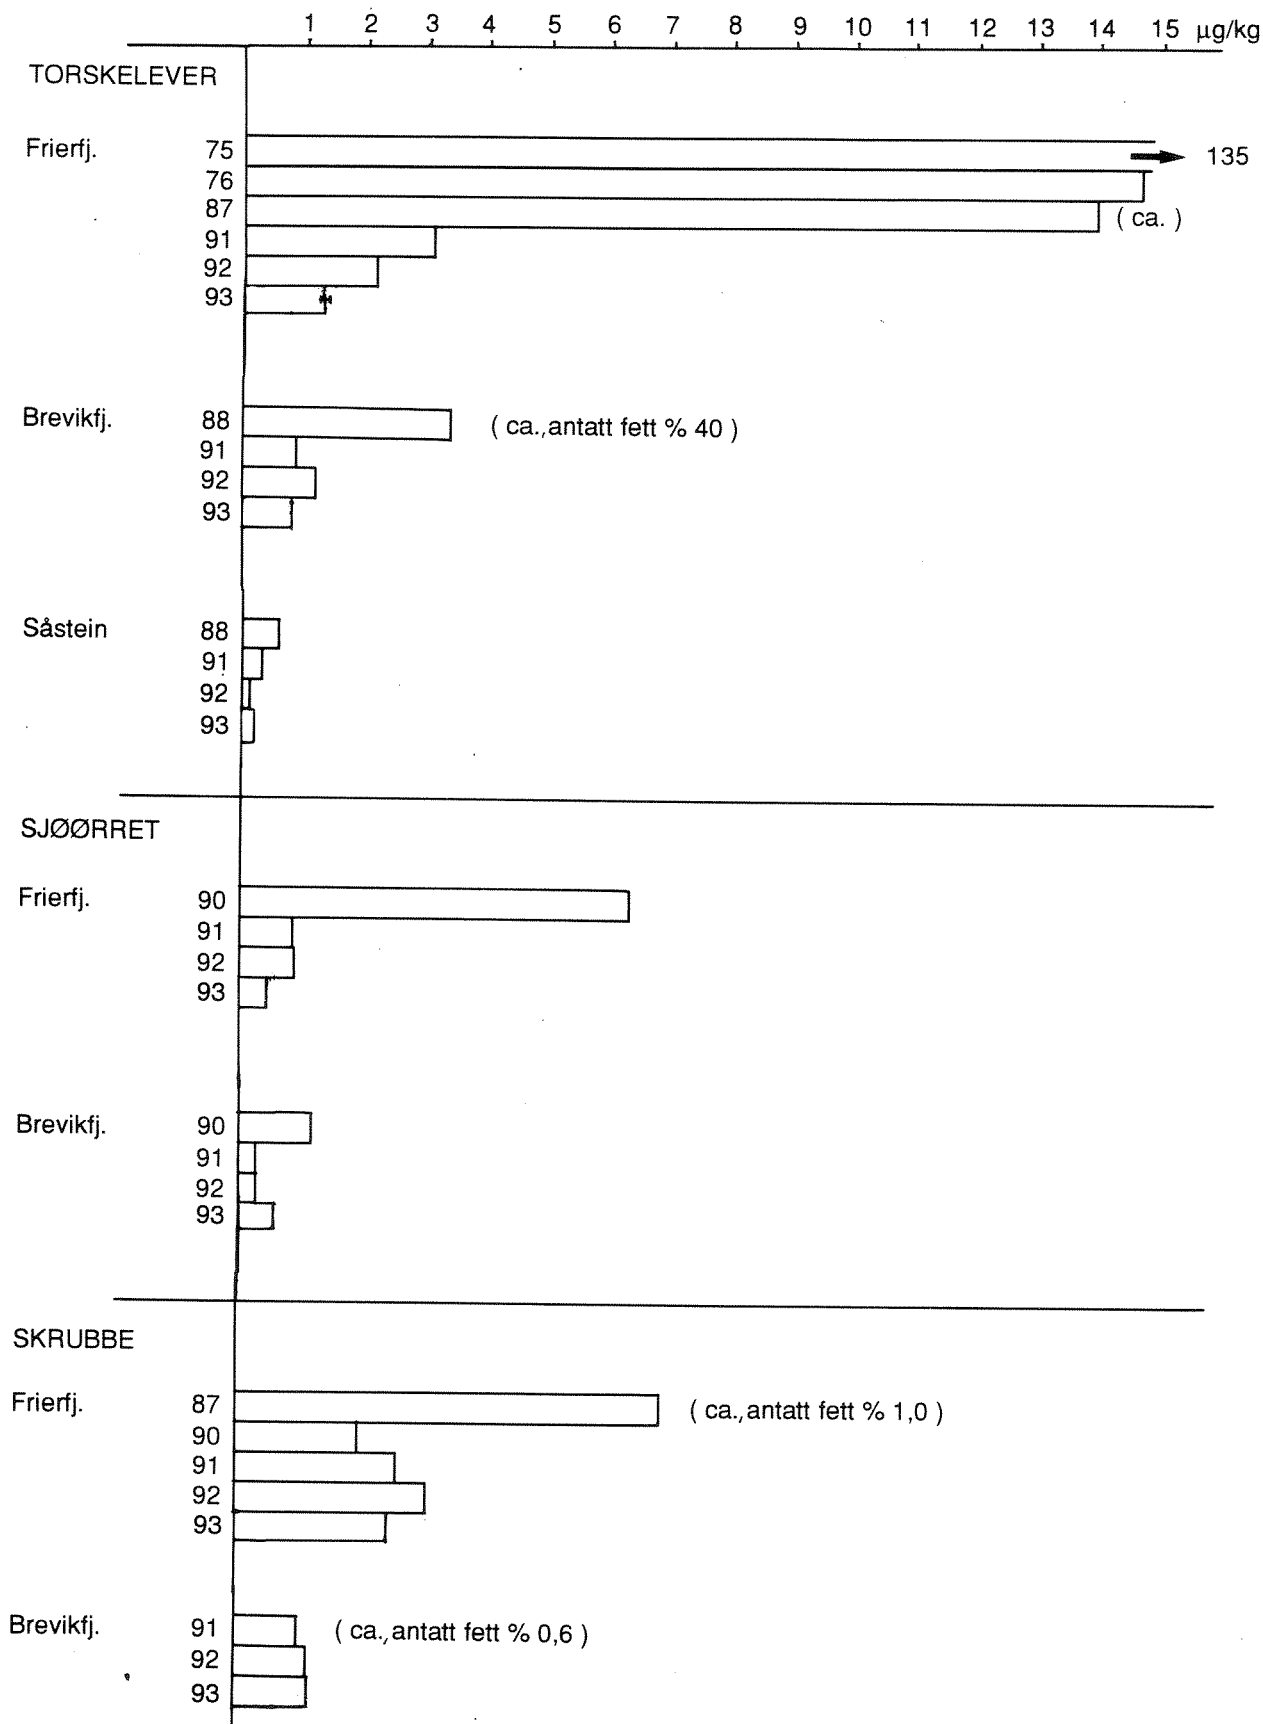 1 2 3 4 5 6 7 8 9 10 11 12 13 14 15 µg/kg
TORSKELEVER
Frierfj. 75 135
76
87 ( ca. )
91
92
93
Brevikfj. 88 ( ca., antatt fett % 40 )
91
92
93
Såstein 88
91
92
93
SJØØRRET
Frierfj. 90
91
92
93
Brevikfj. 90
91
92
93
SKRUBBE
Frierfj. 87 ( ca., antatt fett % 1,0 )
90
91
92
93
Brevikfj. 91 ( ca., antatt fett % 0,6 )
92
93